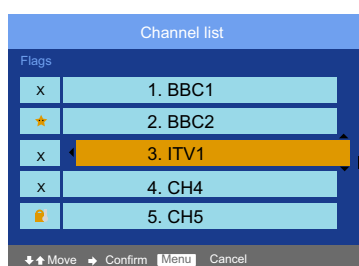 Channel list
Flags
x 1. BBC1
2. BBC2
x 3. ITV1
x 4. CH4
5. CH5
Move Confirm Menu Cancel